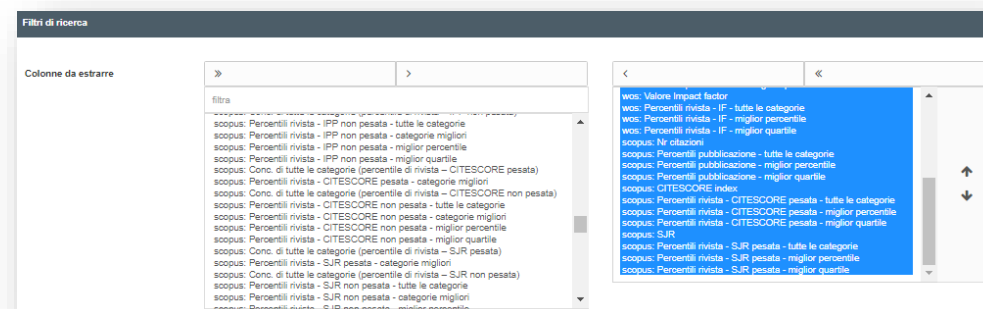 Filtri di ricerca
Colonne da estrarre
»
>
<
«
filtra
scopus: Percentili rivista - IPP non pesata - tutte le categorie
scopus: Percentili rivista - IPP non pesata - categorie migliori
scopus: Percentili rivista - IPP non pesata - miglior percentile
scopus: Percentili rivista - IPP non pesata - miglior quartile
scopus: Conc. di tutte le categorie (percentile di rivista – CITESCORE pesata)
scopus: Percentili rivista - CITESCORE pesata - categorie migliori
scopus: Conc. di tutte le categorie (percentile di rivista – CITESCORE non pesata)
scopus: Percentili rivista - CITESCORE non pesata - tutte le categorie
scopus: Percentili rivista - CITESCORE non pesata - categorie migliori
scopus: Percentili rivista - CITESCORE non pesata - miglior percentile
scopus: Percentili rivista - CITESCORE non pesata - miglior quartile
scopus: Conc. di tutte le categorie (percentile di rivista – SJR pesata)
scopus: Percentili rivista - SJR pesata - categorie migliori
scopus: Conc. di tutte le categorie (percentile di rivista – SJR non pesata)
scopus: Percentili rivista - SJR non pesata - tutte le categorie
scopus: Percentili rivista - SJR non pesata - categorie migliori
scopus: Percentili rivista - SJR non pesata - miglior percentile
wos: Valore Impact factor
wos: Percentili rivista - IF - tutte le categorie
wos: Percentili rivista - IF - miglior percentile
wos: Percentili rivista - IF - miglior quartile
scopus: Nr citazioni
scopus: Percentili pubblicazione - tutte le categorie
scopus: Percentili pubblicazione - miglior percentile
scopus: Percentili pubblicazione - miglior quartile
scopus: CITESCORE index
scopus: Percentili rivista - CITESCORE pesata - tutte le categorie
scopus: Percentili rivista - CITESCORE pesata - miglior percentile
scopus: Percentili rivista - CITESCORE pesata - miglior quartile
scopus: SJR
scopus: Percentili rivista - SJR pesata - tutte le categorie
scopus: Percentili rivista - SJR pesata - miglior percentile
scopus: Percentili rivista - SJR pesata - miglior quartile